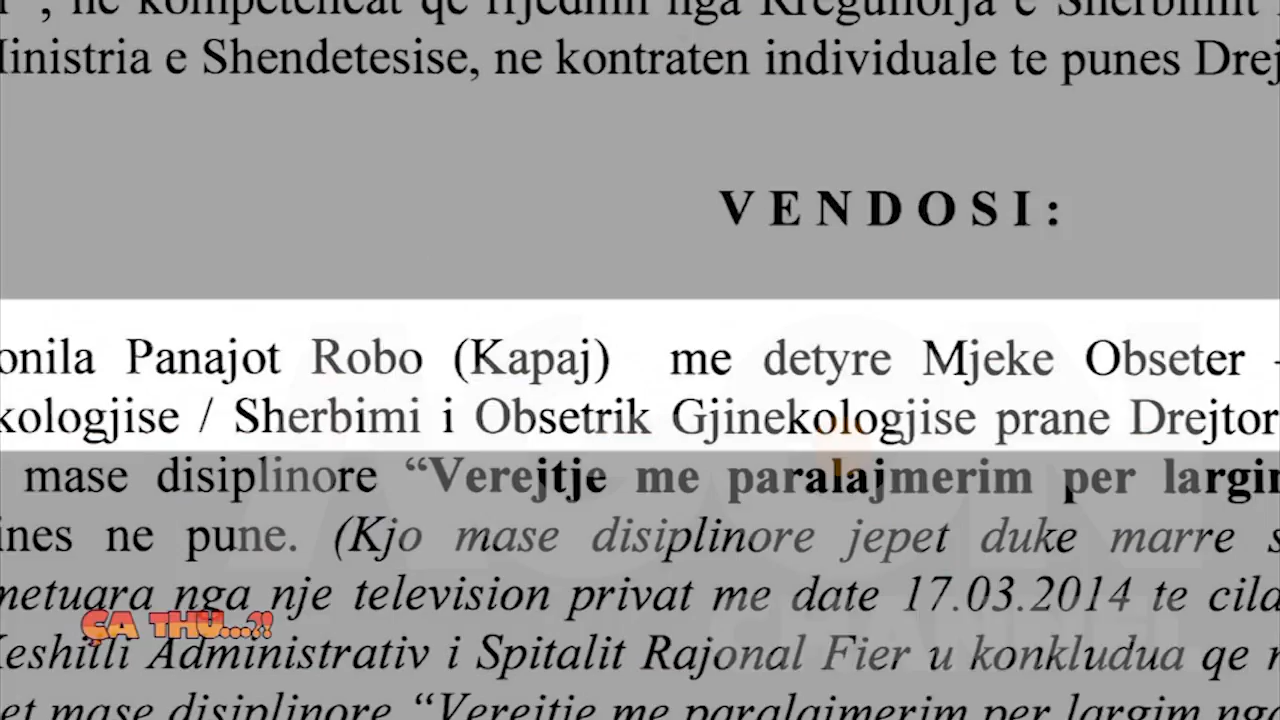 , ne kompetencat qe rrjedhin nga Rregullorja e Sherbimit
Ministria e Shendetesise, ne kontraten individuale te punes Drej
VENDOSI:
onila Panajot Robo (Kapaj) me detyre Mjeke Obseter -
kologjise / Sherbimi i Obsetrik Gjinekologjise prane Drejtor
mase disiplinore “Verejtje me paralajmerim per largim
ines ne pune. (Kjo mase disiplinore jepet duke marre s
metuara nga nje television privat me date 17.03.2014 te cila
ÇA THU...?!
Keshilli Administrativ i Spitalit Rajonal Fier u konkludua qe
et mase disiplinore “Verejtje me paralajmerim per largim nga